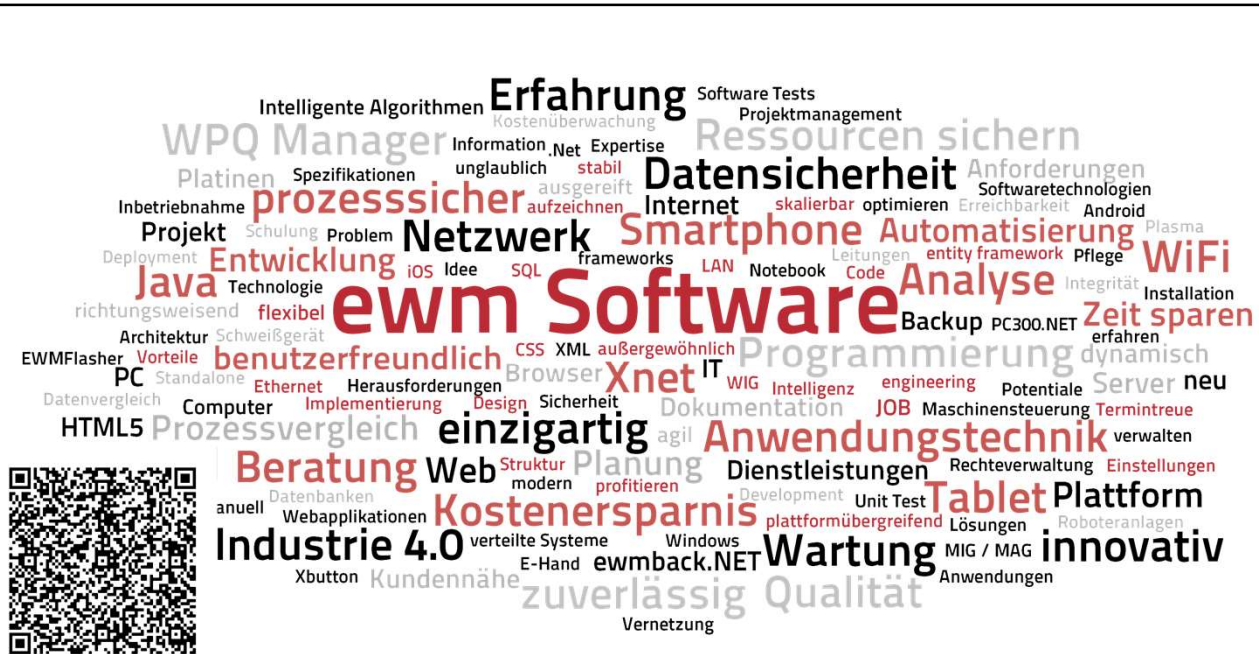 Intelligente Algorithmen Erfahrung Software Tests
Kostenüberwachung Projektmanagement
WPQ Manager Information .Net Expertise Ressourcen sichern
Platinen Spezifikationen unglaublich stabil Datensicherheit Anforderungen
Inbetriebnahme prozesssicher ausgereift Softwaretechnologien
aufzeichnen Internet skalierbar optimieren Erreichbarkeit Android
Projekt Schulung Problem Netzwerk Smartphone Automatisierung Plasma
Deployment Entwicklung frameworks Leitungen entity framework Pflege WiFi
Java iOS Idee SQL LAN Notebook Code Analyse Integrität
Technologie Installation
richtungsweisend flexibel ewm Software Backup PC300.NET Zeit sparen
Architektur Schweißgerät erfahren
EWMFlasher Vorteile benutzerfreundlich CSS XML außergewöhnlich Programmierung dynamisch
PC Standalone Ethernet Herausforderungen Browser Xnet IT WIG Intelligenz engineering Potentiale Server neu
Datenvergleich Computer Implementierung Design Sicherheit Dokumentation JOB Maschinensteuerung Termintreue
HTML5 Prozessvergleich einzigartig agil Anwendungstechnik verwalten
Beratung Web Struktur Planung Dienstleistungen Rechteverwaltung Einstellungen
modern profitieren
Datenbanken Development Unit Test Tablet Plattform
anuell Webapplikationen Kostenersparnis plattformübergreifend Lösungen Roboteranlagen
Industrie 4.0 verteilte Systeme Windows Wartung MIG / MAG innovativ
E-Hand ewmback.NET
Xbutton Kundennähe zuverlässig Qualität Anwendungen
Vernetzung